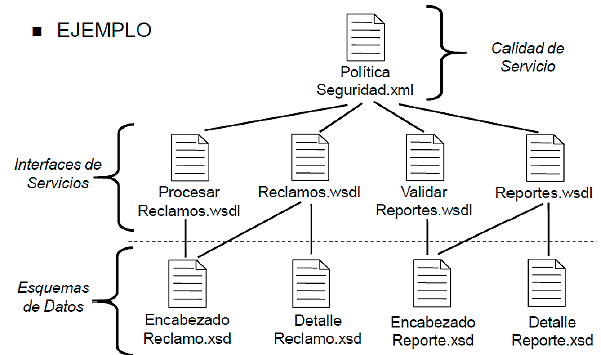 ▪ EJEMPLO
Calidad de
Servicio
Política
Seguridad.xml
Interfaces de
Servicios
Procesar
Reclamos.wsdl
Reclamos.wsdl
Validar
Reportes.wsdl
Reportes.wsdl
Esquemas
de Datos
Encabezado
Reclamo.xsd
Detalle
Reclamo.xsd
Encabezado
Reporte.xsd
Detalle
Reporte.xsd